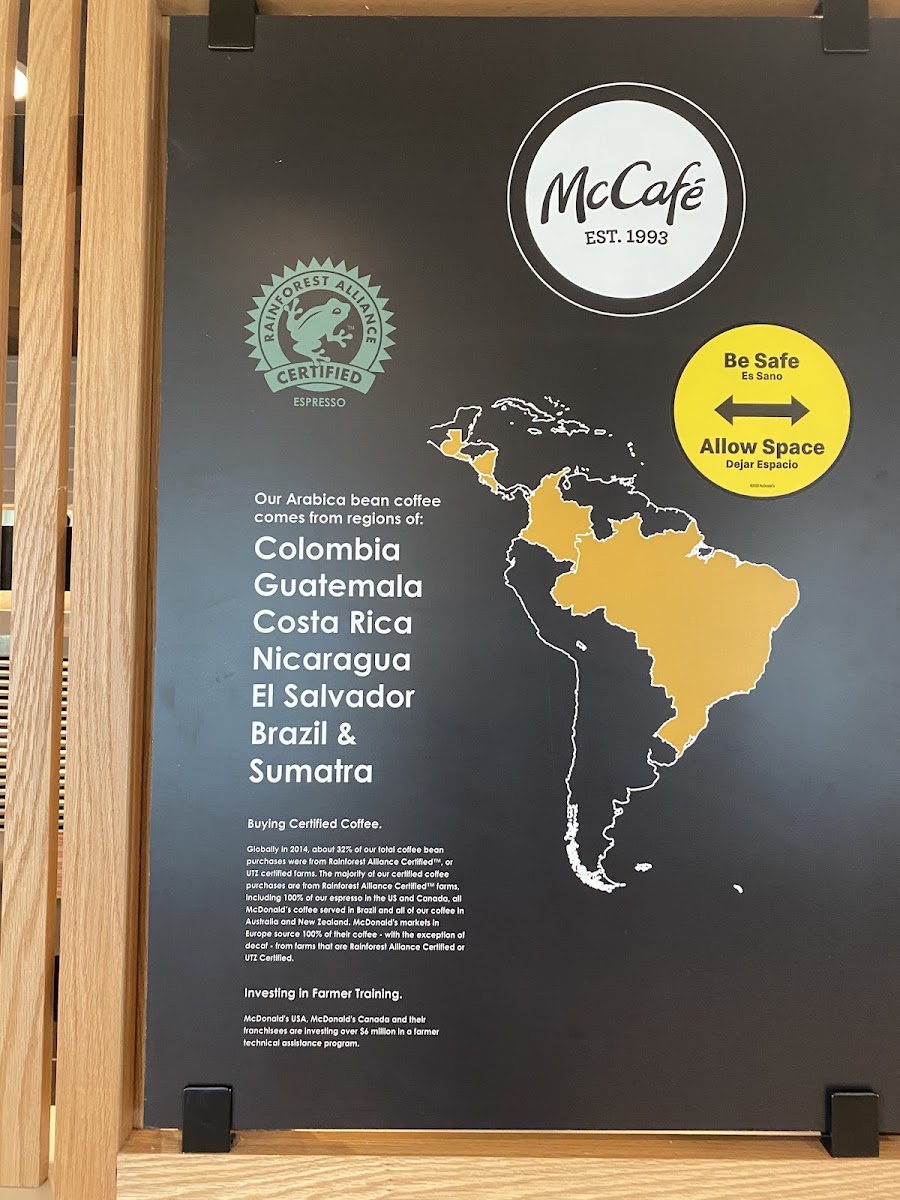 McCafé
EST. 1993
RAINFOREST ALLIANCE
TM
CERTIFIED
ESPRESSO
Be Safe
Es Sano
Allow Space
Dejar Espacio
Our Arabica bean coffee
comes from regions of:
Colombia
Guatemala
Costa Rica
Nicaragua
El Salvador
Brazil &
Sumatra
Buying Certified Coffee.
Globally in 2014, about 32% of our total coffee bean
purchases were from Rainforest Alliance Certified™, or
UTZ certified farms. The majority of our certified coffee
purchases are from Rainforest Alliance Certified™ farms,
including 100% of our espresso in the US and Canada, all
McDonald's coffee served in Brazil and all of our coffee in
Australia and New Zealand. McDonald's markets in
Europe source 100% of their coffee - with the exception of
decaf - from farms that are Rainforest Alliance Certified or
UTZ Certified.
Investing in Farmer Training.
McDonald's USA, McDonald's Canada and their
franchisees are investing over $6 million in a farmer
technical assistance program.